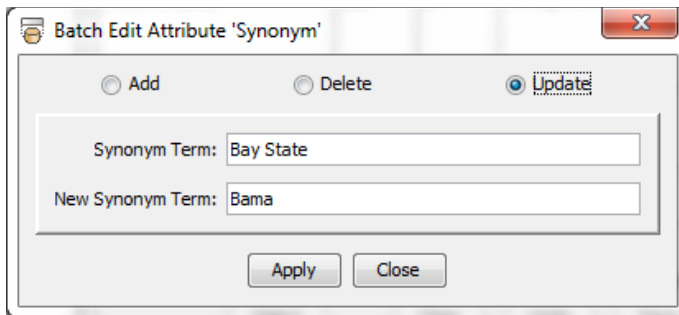 Batch Edit Attribute 'Synonym'
Add Delete Update
Synonym Term: Bay State
New Synonym Term: Bama
Apply Close